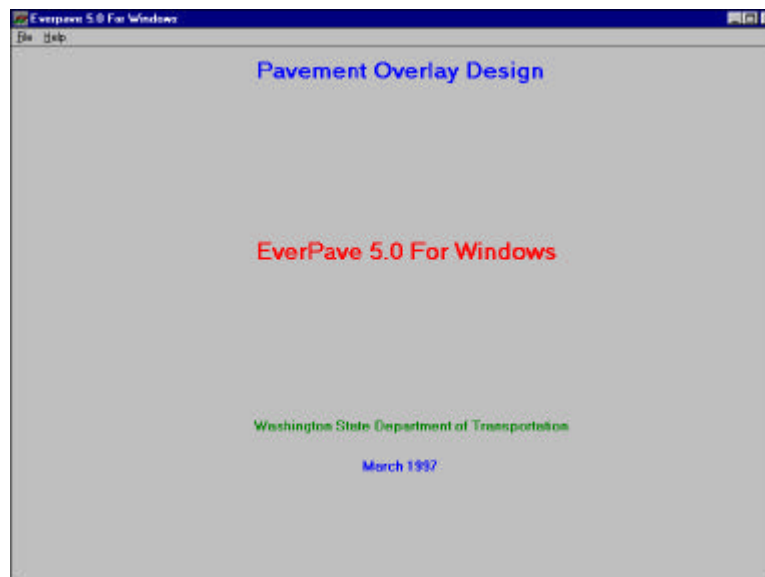 Everpave 5.0 For Windows
File Help
Pavement Overlay Design
EverPave 5.0 For Windows
Washington State Department of Transportation
March 1997